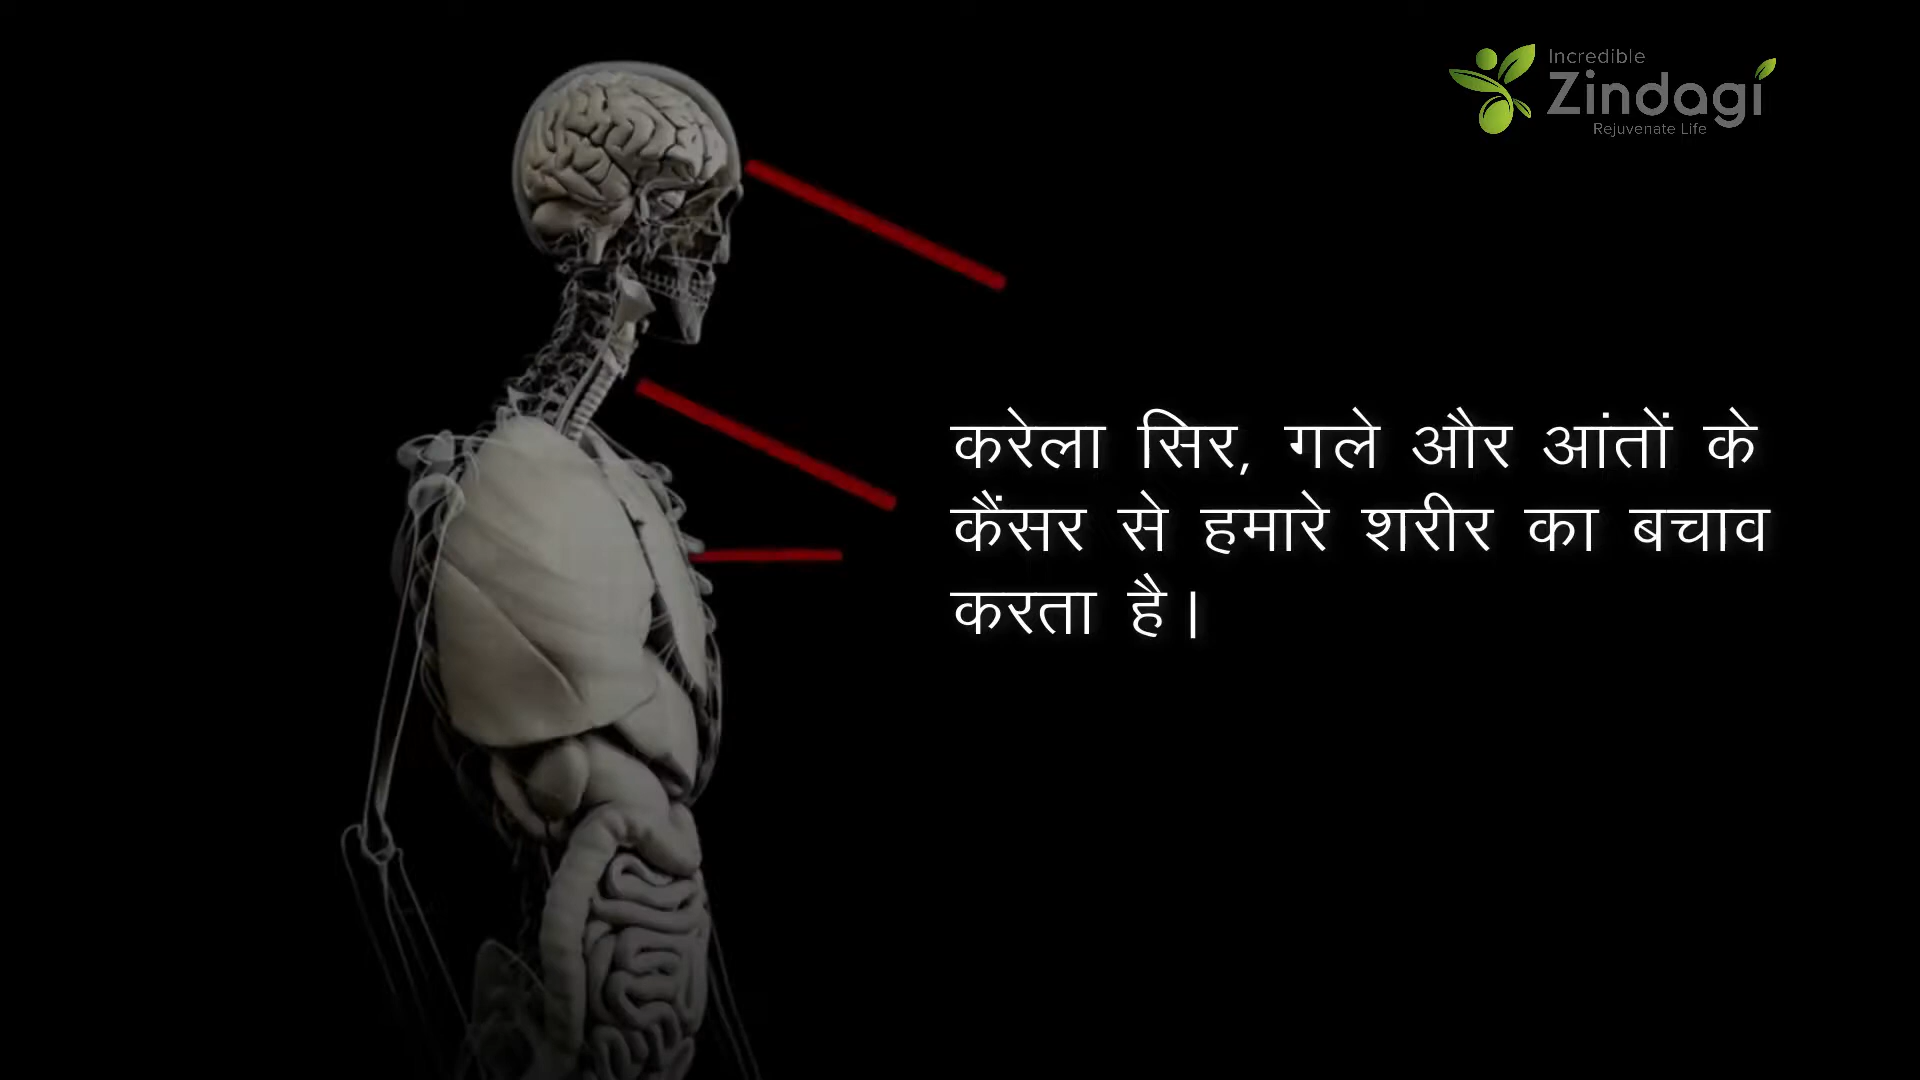 Incredible
Zindagi
Rejuvenate Life
करेला सिर, गले और आंतों के
कैंसर से हमारे शरीर का बचाव
करता है।